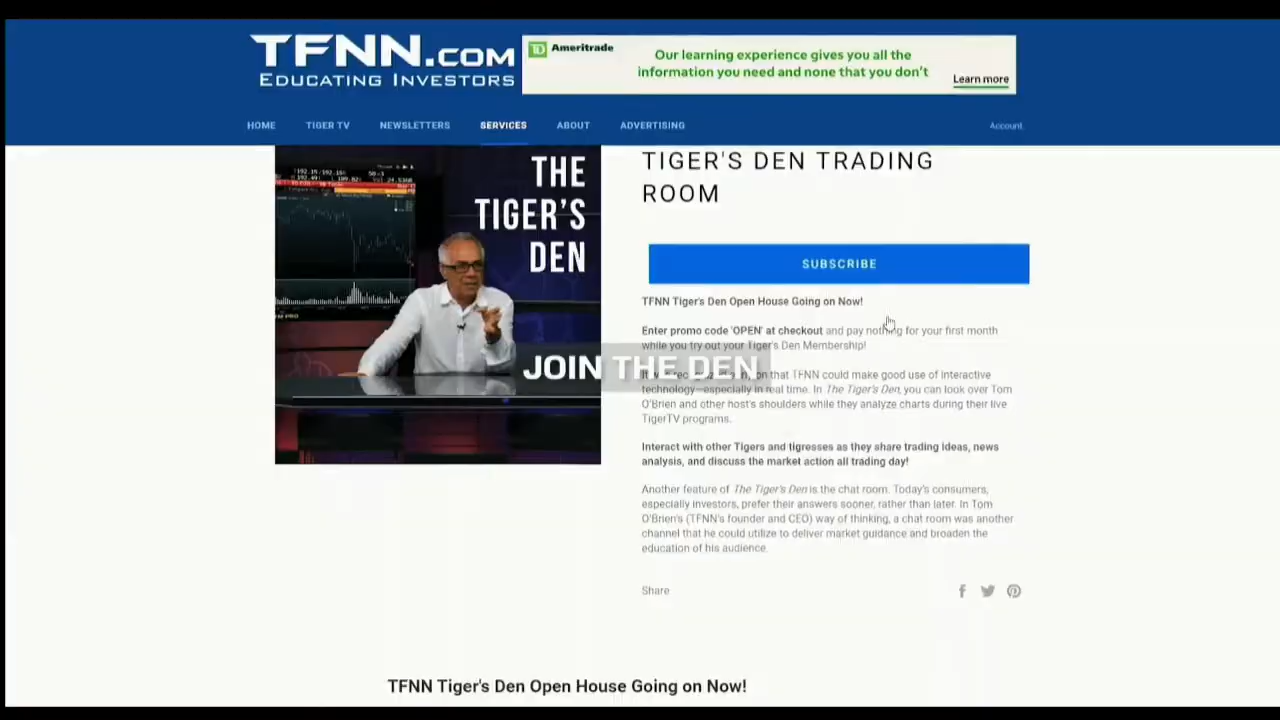 TFNN.COM
EDUCATING INVESTORS
TD Ameritrade
Our learning experience gives you all the
information you need and none that you don't
Learn more
HOME TIGER TV NEWSLETTERS SERVICES ABOUT ADVERTISING Account
THE
TIGER'S
DEN
TIGER'S DEN TRADING
ROOM
SUBSCRIBE
TFNN Tiger's Den Open House Going on Now!
Enter promo code 'OPEN' at checkout and pay nothing for your first month
while you try out your Tiger's Den Membership!
JOIN THE DEN
that TFNN could make good use of interactive
technology—especially in real time. In The Tiger's Den, you can look over Tom
O'Brien and other host's shoulders while they analyze charts during their live
TigerTV programs.
Interact with other Tigers and tigresses as they share trading ideas, news
analysis, and discuss the market action all trading day!
Another feature of The Tiger's Den is the chat room. Today's consumers,
especially investors, prefer their answers sooner, rather than later. In Tom
O'Brien's (TFNN's founder and CEO) way of thinking, a chat room was another
channel that he could utilize to deliver market guidance and broaden the
education of his audience.
Share
TFNN Tiger's Den Open House Going on Now!